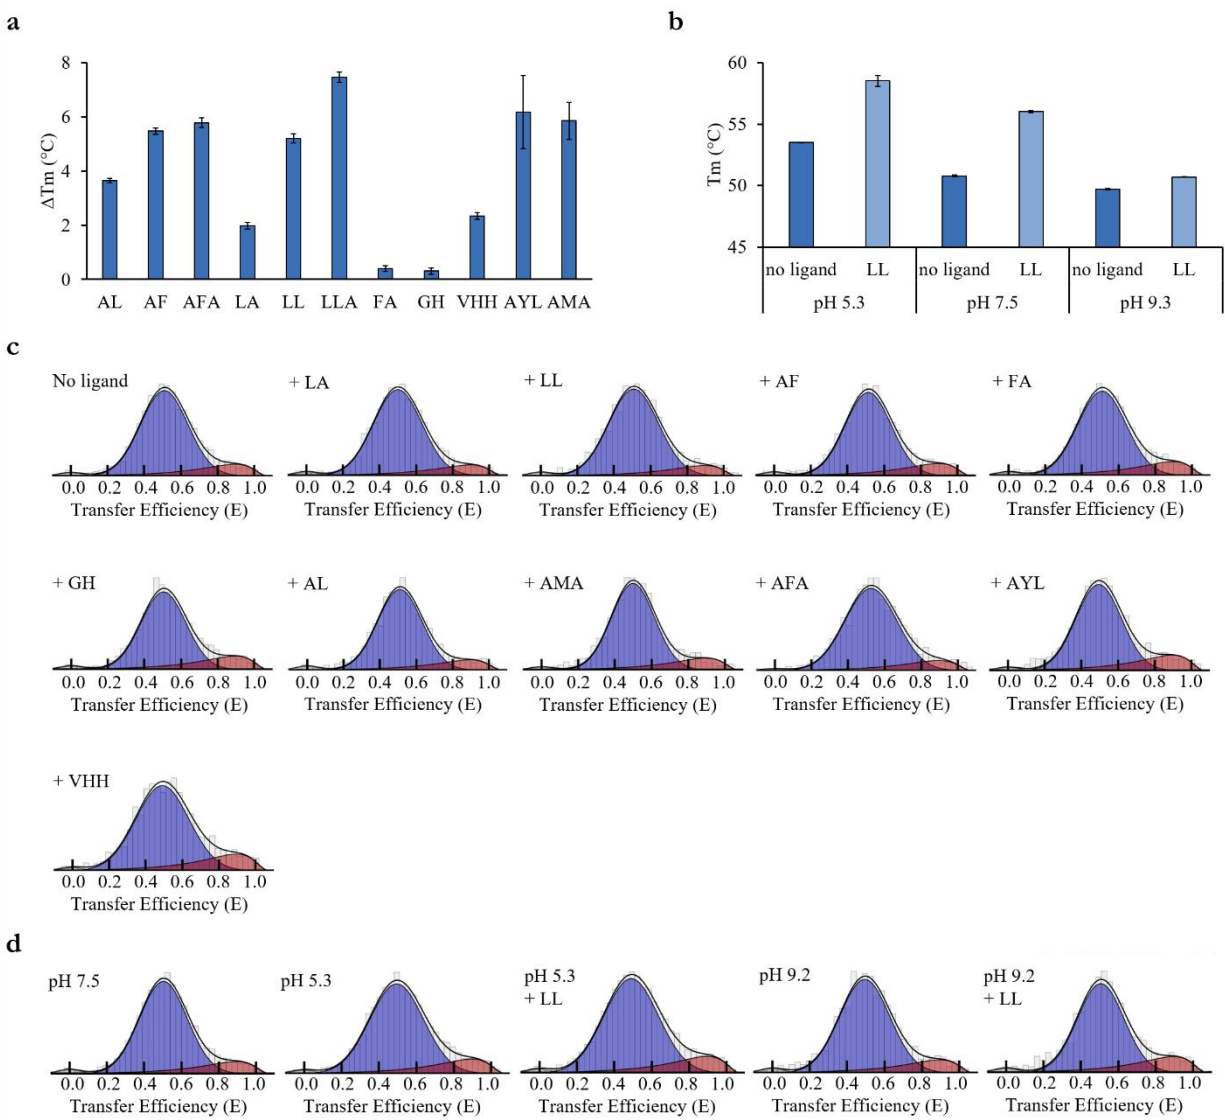 a
8
6
4
2
0
ΔTm (°C)
AL AF AFA LA LL LLA FA GH VHH AYL AMA
b
60
55
50
45
Tm (°C)
no ligand LL no ligand LL no ligand LL
pH 5.3 pH 7.5 pH 9.3
c
No ligand
0.0 0.2 0.4 0.6 0.8 1.0
Transfer Efficiency (E)
+ LA
0.0 0.2 0.4 0.6 0.8 1.0
Transfer Efficiency (E)
+ LL
0.0 0.2 0.4 0.6 0.8 1.0
Transfer Efficiency (E)
+ AF
0.0 0.2 0.4 0.6 0.8 1.0
Transfer Efficiency (E)
+ FA
0.0 0.2 0.4 0.6 0.8 1.0
Transfer Efficiency (E)
+ GH
0.0 0.2 0.4 0.6 0.8 1.0
Transfer Efficiency (E)
+ AL
0.0 0.2 0.4 0.6 0.8 1.0
Transfer Efficiency (E)
+ AMA
0.0 0.2 0.4 0.6 0.8 1.0
Transfer Efficiency (E)
+ AFA
0.0 0.2 0.4 0.6 0.8 1.0
Transfer Efficiency (E)
+ AYL
0.0 0.2 0.4 0.6 0.8 1.0
Transfer Efficiency (E)
+ VHH
0.0 0.2 0.4 0.6 0.8 1.0
Transfer Efficiency (E)
d
pH 7.5
0.0 0.2 0.4 0.6 0.8 1.0
Transfer Efficiency (E)
pH 5.3
0.0 0.2 0.4 0.6 0.8 1.0
Transfer Efficiency (E)
pH 5.3
+ LL
0.0 0.2 0.4 0.6 0.8 1.0
Transfer Efficiency (E)
pH 9.2
0.0 0.2 0.4 0.6 0.8 1.0
Transfer Efficiency (E)
pH 9.2
+ LL
0.0 0.2 0.4 0.6 0.8 1.0
Transfer Efficiency (E)